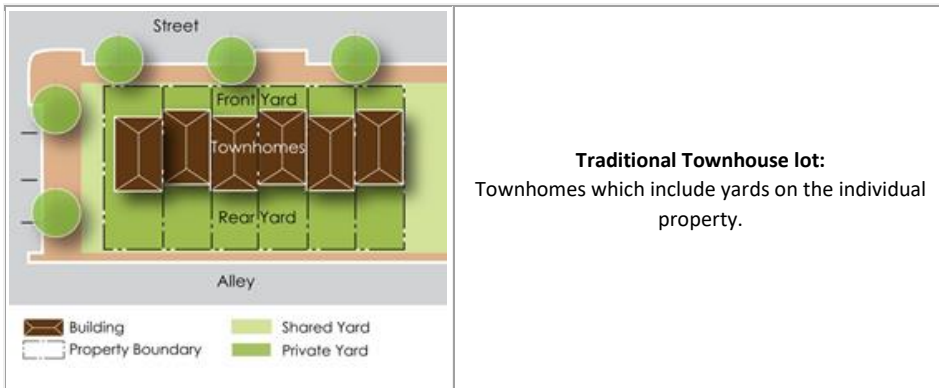 Street
Front Yard
Townhomes
Rear Yard
Alley
Building
Property Boundary
Shared Yard
Private Yard
Traditional Townhouse lot:
Townhomes which include yards on the individual
property.